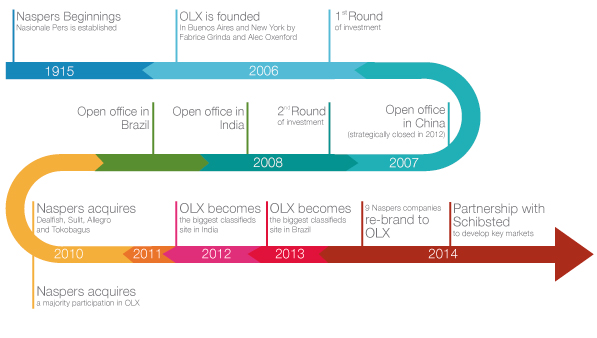 Naspers Beginnings
Nasionale Pers is established
OLX is founded
In Buenos Aires and New York by
Fabrice Grinda and Alec Oxenford
1st Round
of investment
1915
2006
Open office in
Brazil
Open office in
India
2nd Round
of investment
Open office
in China
(strategically closed in 2012)
2008
2007
Naspers acquires
Dealfish, Sulit, Allegro
and Tokobagus
OLX becomes
the biggest classifieds
site in India
OLX becomes
the biggest classifieds
site in Brazil
9 Naspers companies
re-brand to
OLX
Partnership with
Schibsted
to develop key markets
2010
2011
2012
2013
2014
Naspers acquires
a majority participation in OLX